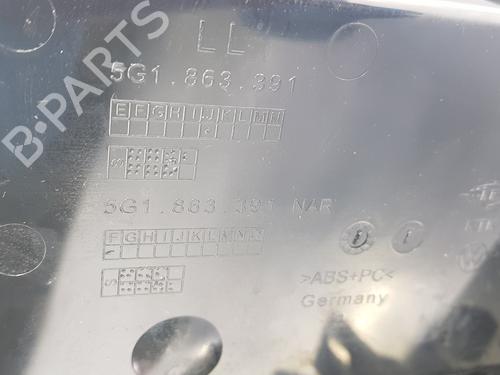 B-PARTS
LL
5G1.863.391
E F G H I J K L M N
S
5G1.863.391 NAR
F G H I J K L M N
S
>ABS+PC<
Germany